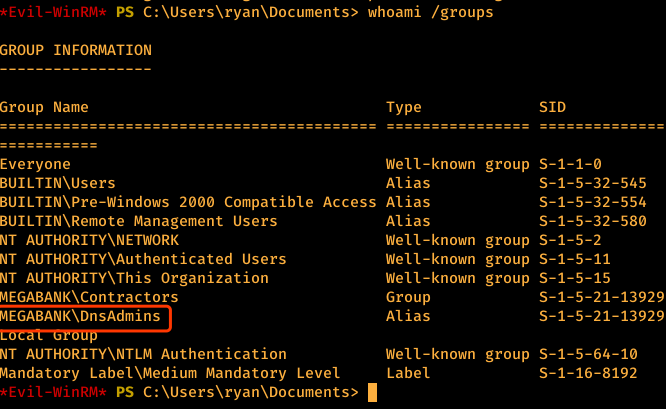 *Evil-WinRM* PS C:\Users\ryan\Documents> whoami /groups
GROUP INFORMATION
-----------------
Group Name Type SID
========================================== ================ =============
===========
Everyone Well-known group S-1-1-0
BUILTIN\Users Alias S-1-5-32-545
BUILTIN\Pre-Windows 2000 Compatible Access Alias S-1-5-32-554
BUILTIN\Remote Management Users Alias S-1-5-32-580
NT AUTHORITY\NETWORK Well-known group S-1-5-2
NT AUTHORITY\Authenticated Users Well-known group S-1-5-11
NT AUTHORITY\This Organization Well-known group S-1-5-15
MEGABANK\Contractors Group S-1-5-21-13929
MEGABANK\DnsAdmins Alias S-1-5-21-13929
Local Group
NT AUTHORITY\NTLM Authentication Well-known group S-1-5-64-10
Mandatory Label\Medium Mandatory Level Label S-1-16-8192
*Evil-WinRM* PS C:\Users\ryan\Documents>